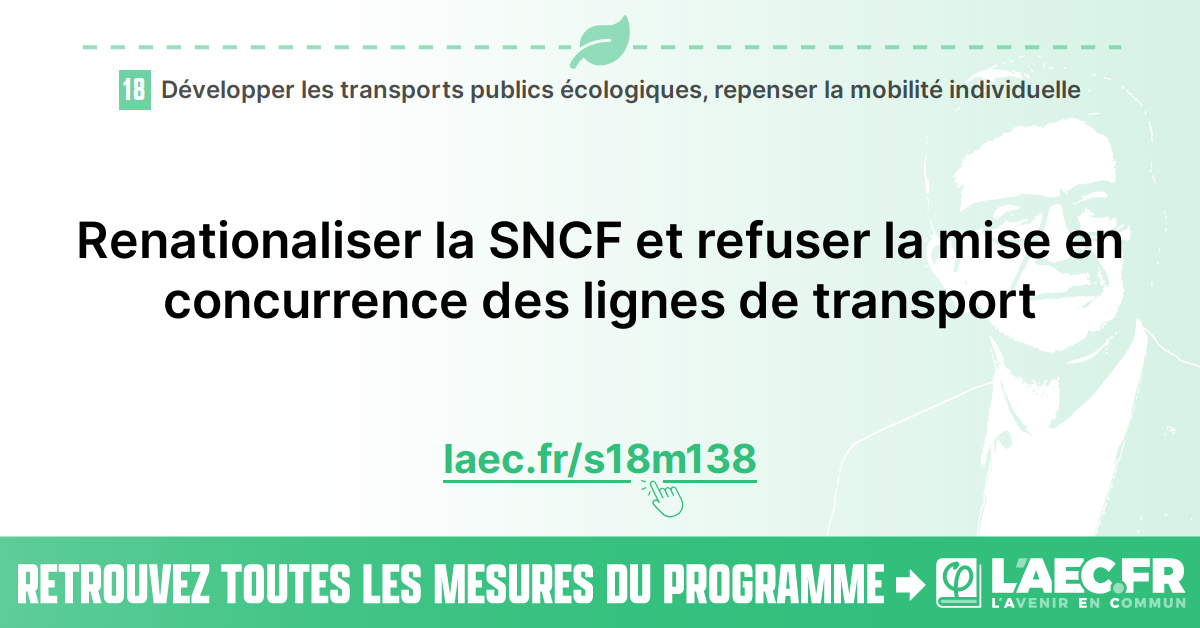 18 Développer les transports publics écologiques, repenser la mobilité individuelle
Renationaliser la SNCF et refuser la mise en
concurrence des lignes de transport
laec.fr/s18m138
RETROUVEZ TOUTES LES MESURES DU PROGRAMME
φ L'AEC.FR
L'AVENIR EN COMMUN